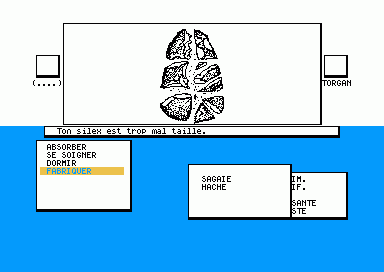 (....)
TORGAN
Ton silex est trop mal taille.
ABSORBER
SE SOIGNER
DORMIR
FABRIQUER
SAGAIE
HACHE
IM.
IF.
SANTE
STE